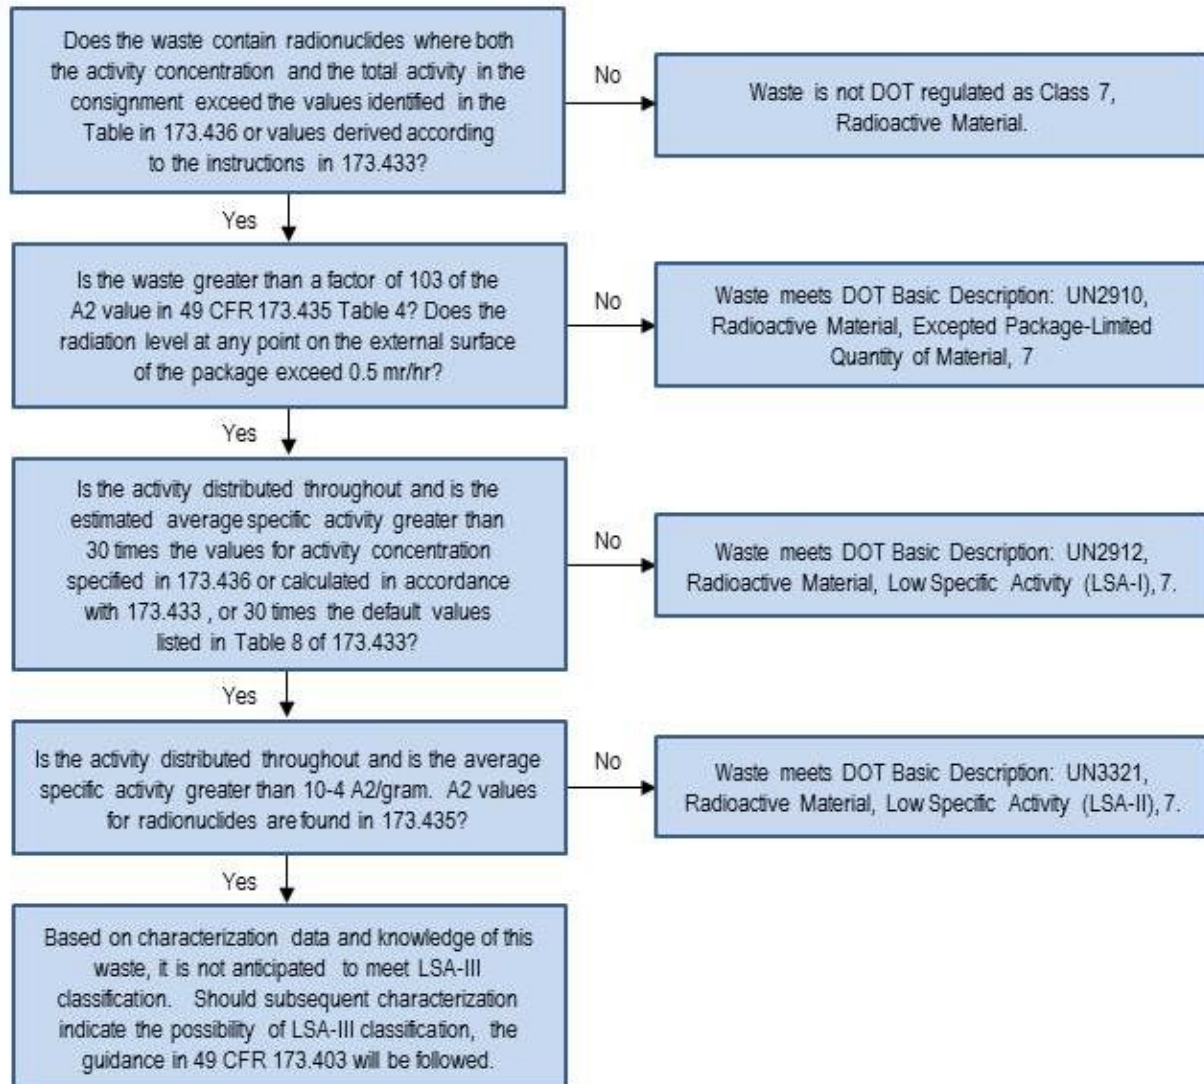 Does the waste contain radionuclides where both
the activity concentration and the total activity in the
consignment exceed the values identified in the
Table in 173.436 or values derived according
to the instructions in 173.433?
No
Waste is not DOT regulated as Class 7,
Radioactive Material.
Yes
Is the waste greater than a factor of 103 of the
A2 value in 49 CFR 173.435 Table 4? Does the
radiation level at any point on the external surface
of the package exceed 0.5 mr/hr?
No
Waste meets DOT Basic Description: UN2910,
Radioactive Material, Excepted Package-Limited
Quantity of Material, 7
Yes
Is the activity distributed throughout and is the
estimated average specific activity greater than
30 times the values for activity concentration
specified in 173.436 or calculated in accordance
with 173.433 , or 30 times the default values
listed in Table 8 of 173.433?
No
Waste meets DOT Basic Description: UN2912,
Radioactive Material, Low Specific Activity (LSA-I), 7.
Yes
Is the activity distributed throughout and is the average
specific activity greater than 10-4 A2/gram. A2 values
for radionuclides are found in 173.435?
No
Waste meets DOT Basic Description: UN3321,
Radioactive Material, Low Specific Activity (LSA-II), 7.
Yes
Based on characterization data and knowledge of this
waste, it is not anticipated to meet LSA-III
classification. Should subsequent characterization
indicate the possibility of LSA-III classification, the
guidance in 49 CFR 173.403 will be followed.